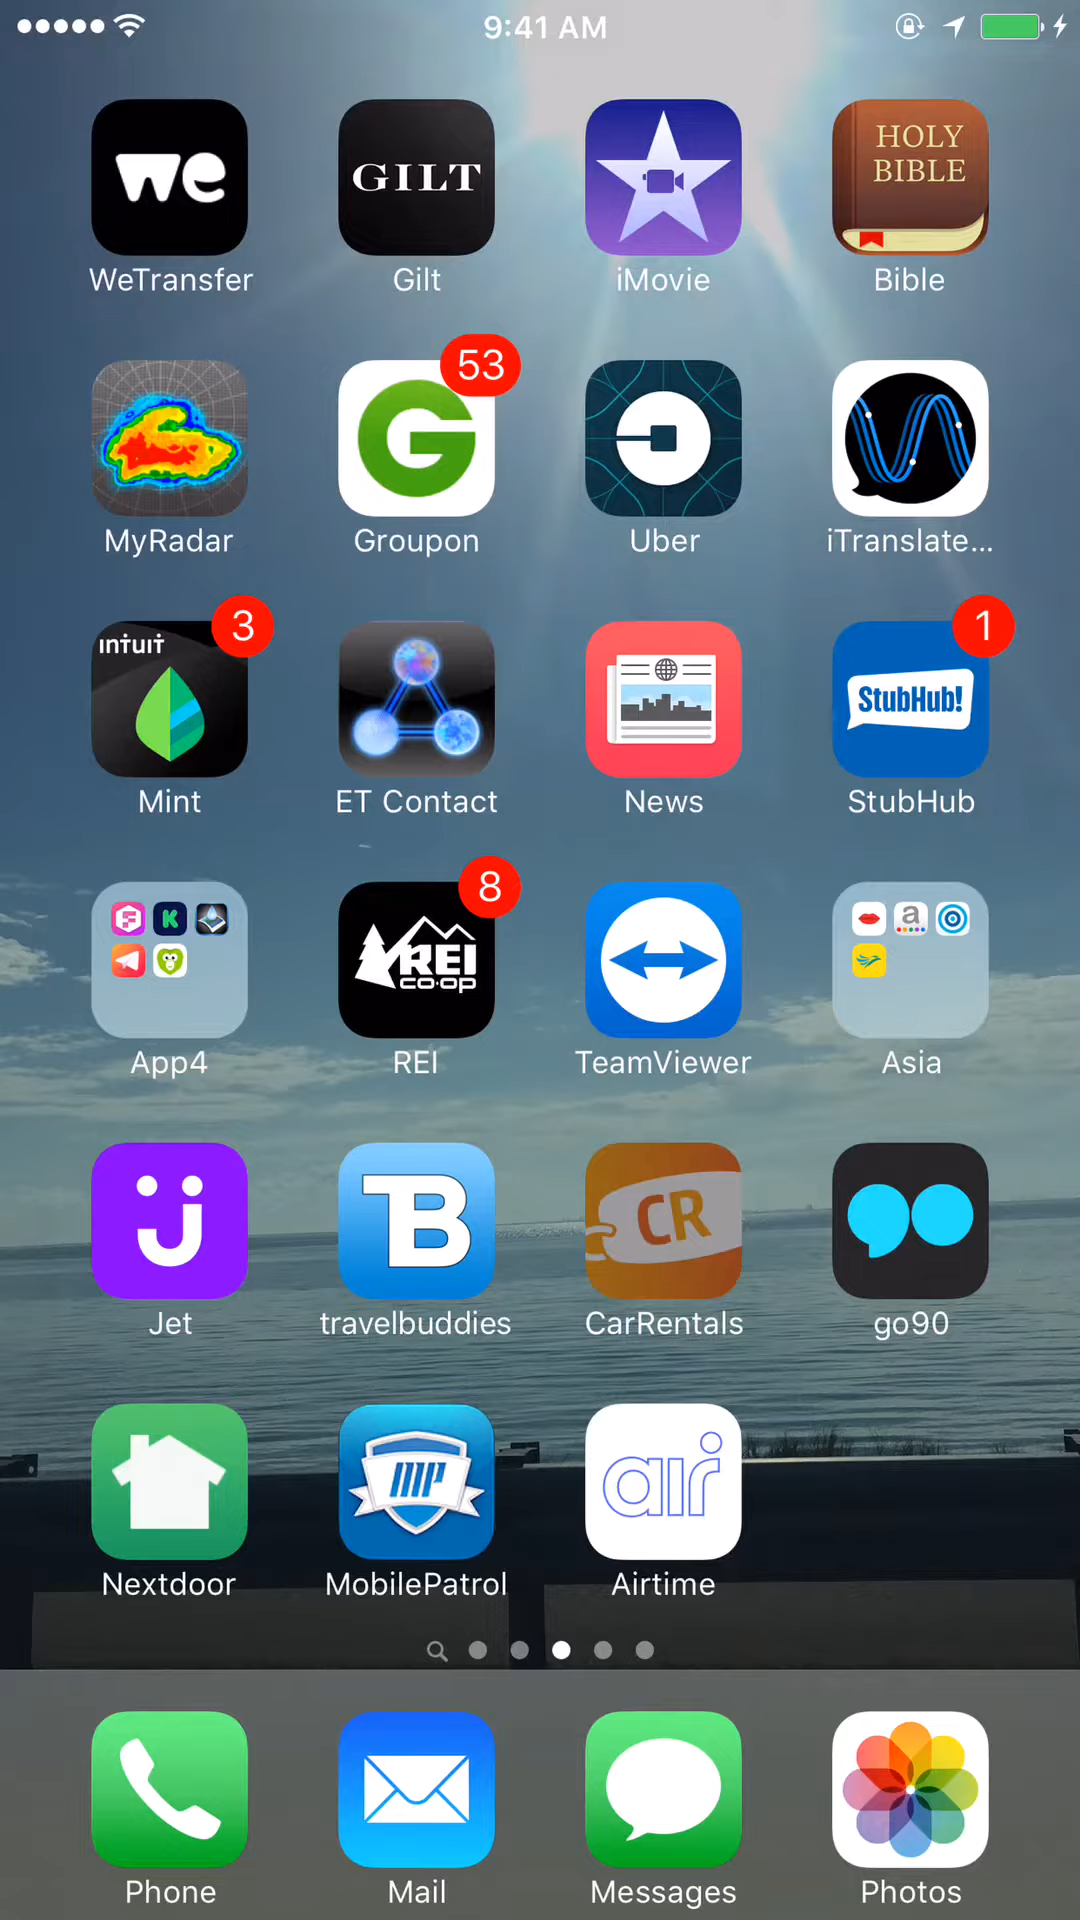 9:41 AM
we
GILT
HOLY
BIBLE
WeTransfer
Gilt
iMovie
Bible
53
G
MyRadar
Groupon
Uber
iTranslate...
3
1
intuit
StubHub!
Mint
ET Contact
News
StubHub
8
F
K
a
REI
co·op
App4
REI
TeamViewer
Asia
J
B
CR
go
Jet
travelbuddies
CarRentals
go90
MP
air
Nextdoor
MobilePatrol
Airtime
Phone
Mail
Messages
Photos